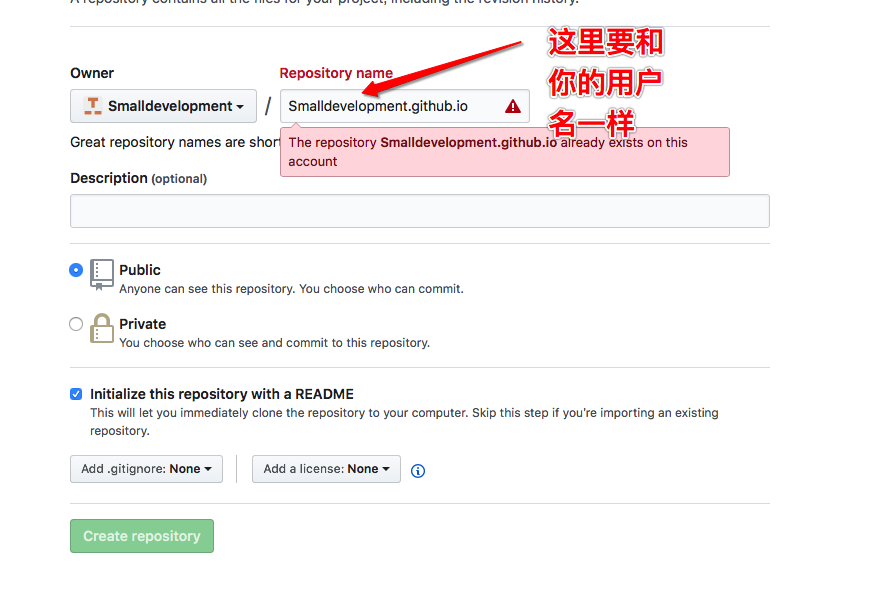 A repository contains all the files for your project, including the revision history.
这里要和
你的用户
名一样
Owner
Repository name
Smalldevelopment
/
Smalldevelopment.github.io
Great repository names are short
The repository Smalldevelopment.github.io already exists on this
account
Description (optional)
Public
Anyone can see this repository. You choose who can commit.
Private
You choose who can see and commit to this repository.
Initialize this repository with a README
This will let you immediately clone the repository to your computer. Skip this step if you're importing an existing
repository.
Add .gitignore: None
Add a license: None
Create repository